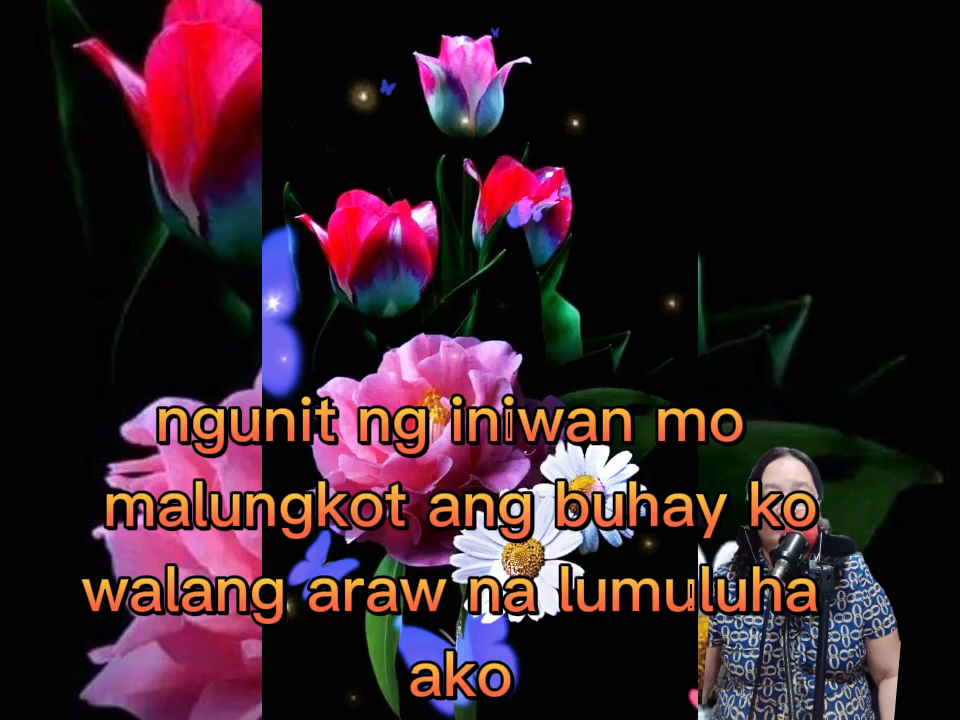 ngunit ng iniwan mo
malungkot ang buhay ko
walang araw na lumuluha
ako